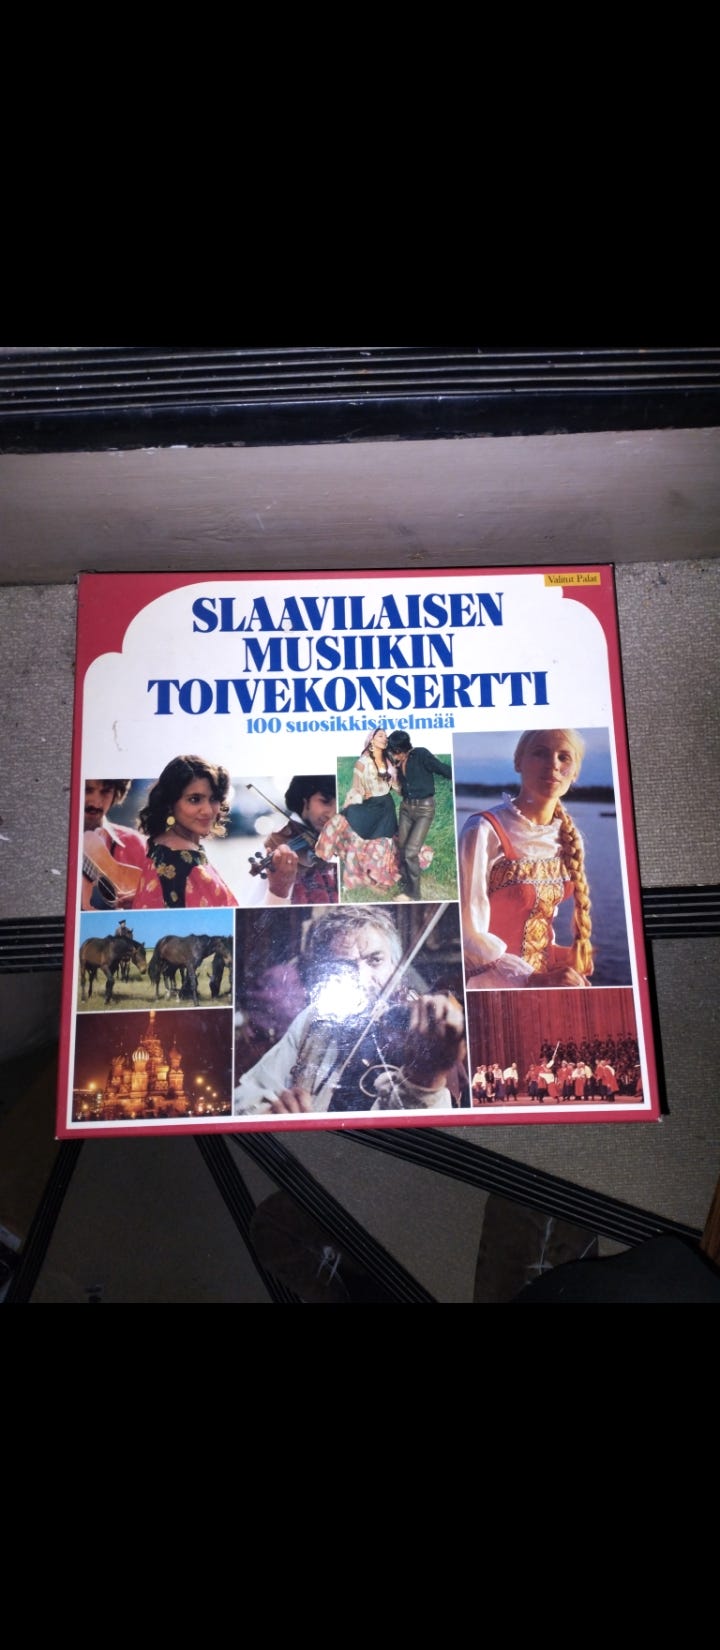 Valitut Palat
SLAAVILAISEN
MUSIIKIN
TOIVEKONSERTTI
100 suosikkisävelmää